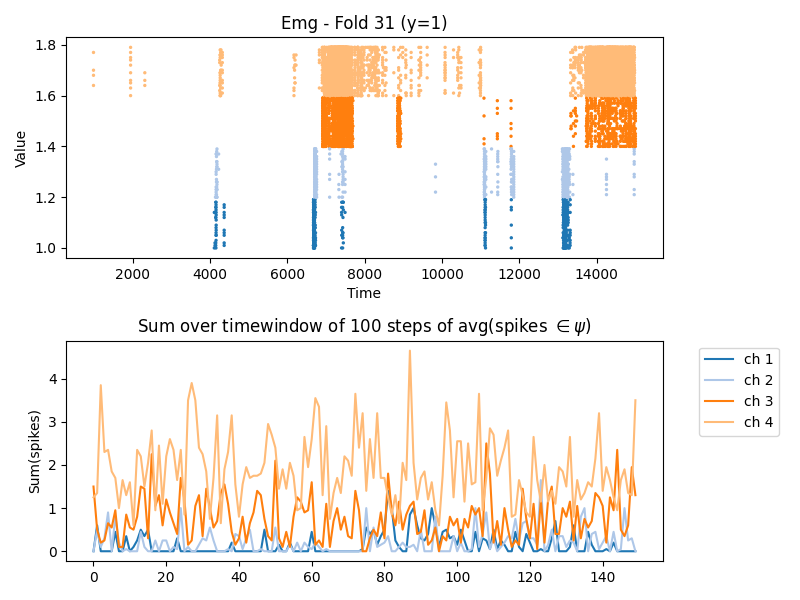 Emg - Fold 31 (y=1)
Value
1.8
1.6
1.4
1.2
1.0
2000 4000 6000 8000 10000 12000 14000
Time
Sum over timewindow of 100 steps of avg(spikes ∈ ψ)
Sum(spikes)
4
3
2
1
0
0 20 40 60 80 100 120 140
ch 1
ch 2
ch 3
ch 4